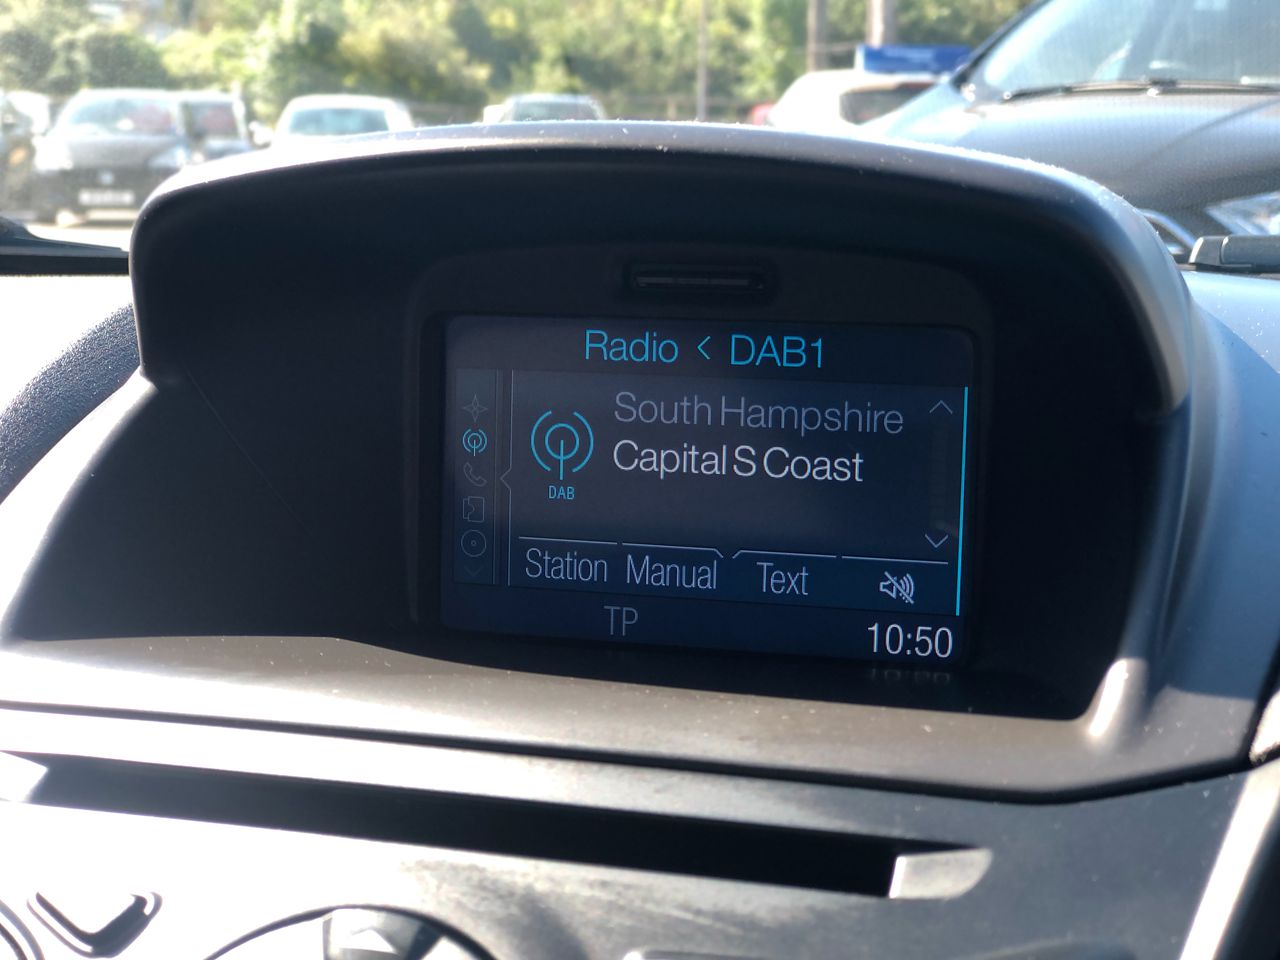 Radio < DAB1
South Hampshire
Capital S Coast
DAB
Station Manual Text
TP
10:50